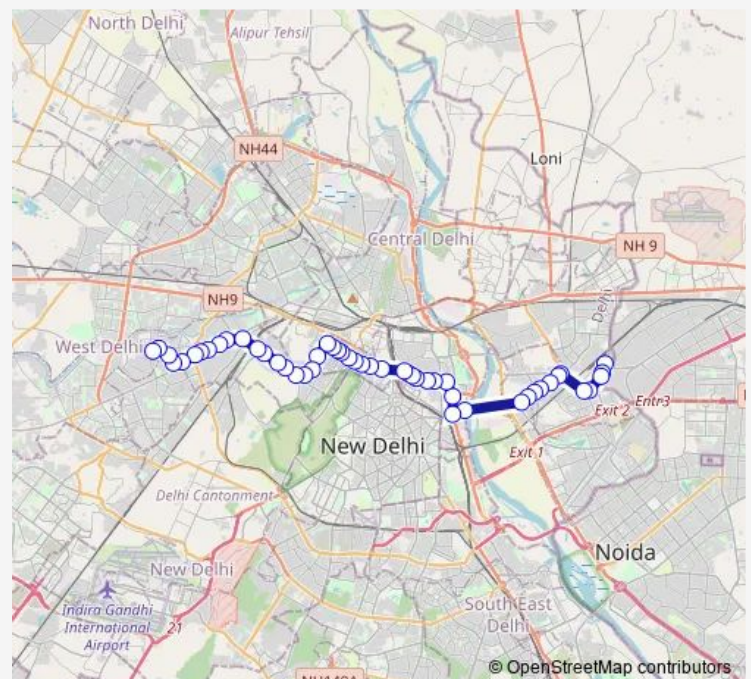 North Delhi
Alipur Tehsil
NH44
Loni
Central Delhi
NH 9
NH9
Delhi
West Delhi
Entr3
Exit 2
New Delhi
Exit 1
Delhi Cantonment
Noida
New Delhi
Indira Gandhi
International
Airport
21
South East
Delhi
© OpenStreetMap contributors